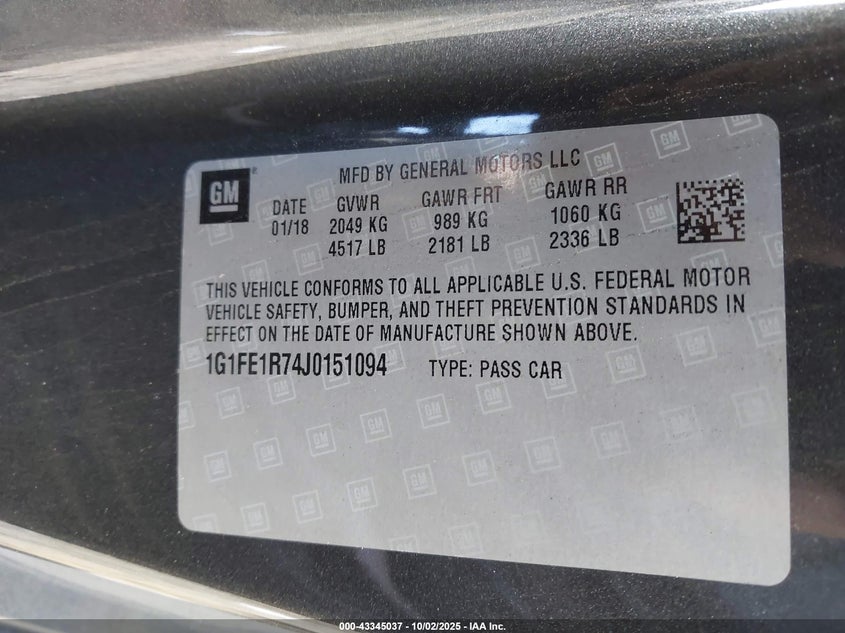 GM
MFD BY GENERAL MOTORS LLC
DATE GVWR GAWR FRT GAWR RR
01/18 2049 KG 989 KG 1060 KG
4517 LB 2181 LB 2336 LB
THIS VEHICLE CONFORMS TO ALL APPLICABLE U.S. FEDERAL MOTOR
VEHICLE SAFETY, BUMPER, AND THEFT PREVENTION STANDARDS IN
EFFECT ON THE DATE OF MANUFACTURE SHOWN ABOVE.
1G1FE1R74J0151094 TYPE: PASS CAR
000-43345037 - 10/02/2025 - IAA Inc.